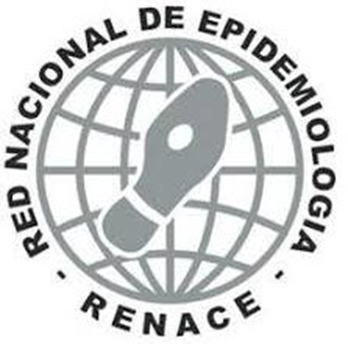 RED NACIONAL DE EPIDEMIOLOGIA
- RENACE -